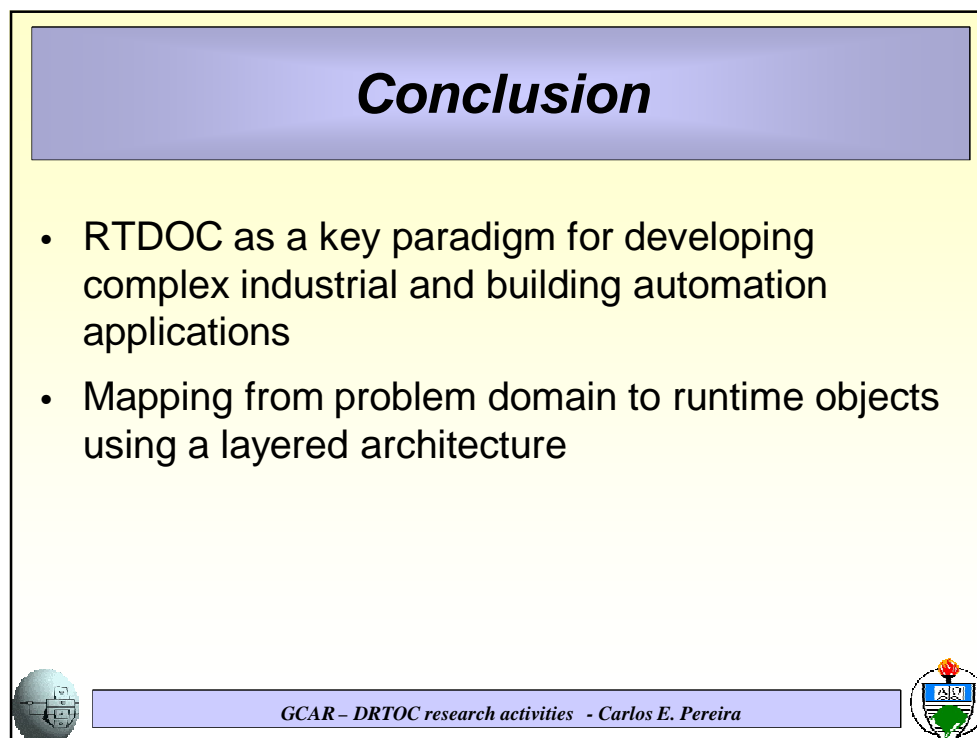 Conclusion
• RTDOC as a key paradigm for developing
complex industrial and building automation
applications
• Mapping from problem domain to runtime objects
using a layered architecture
GCAR – DRTOC research activities - Carlos E. Pereira